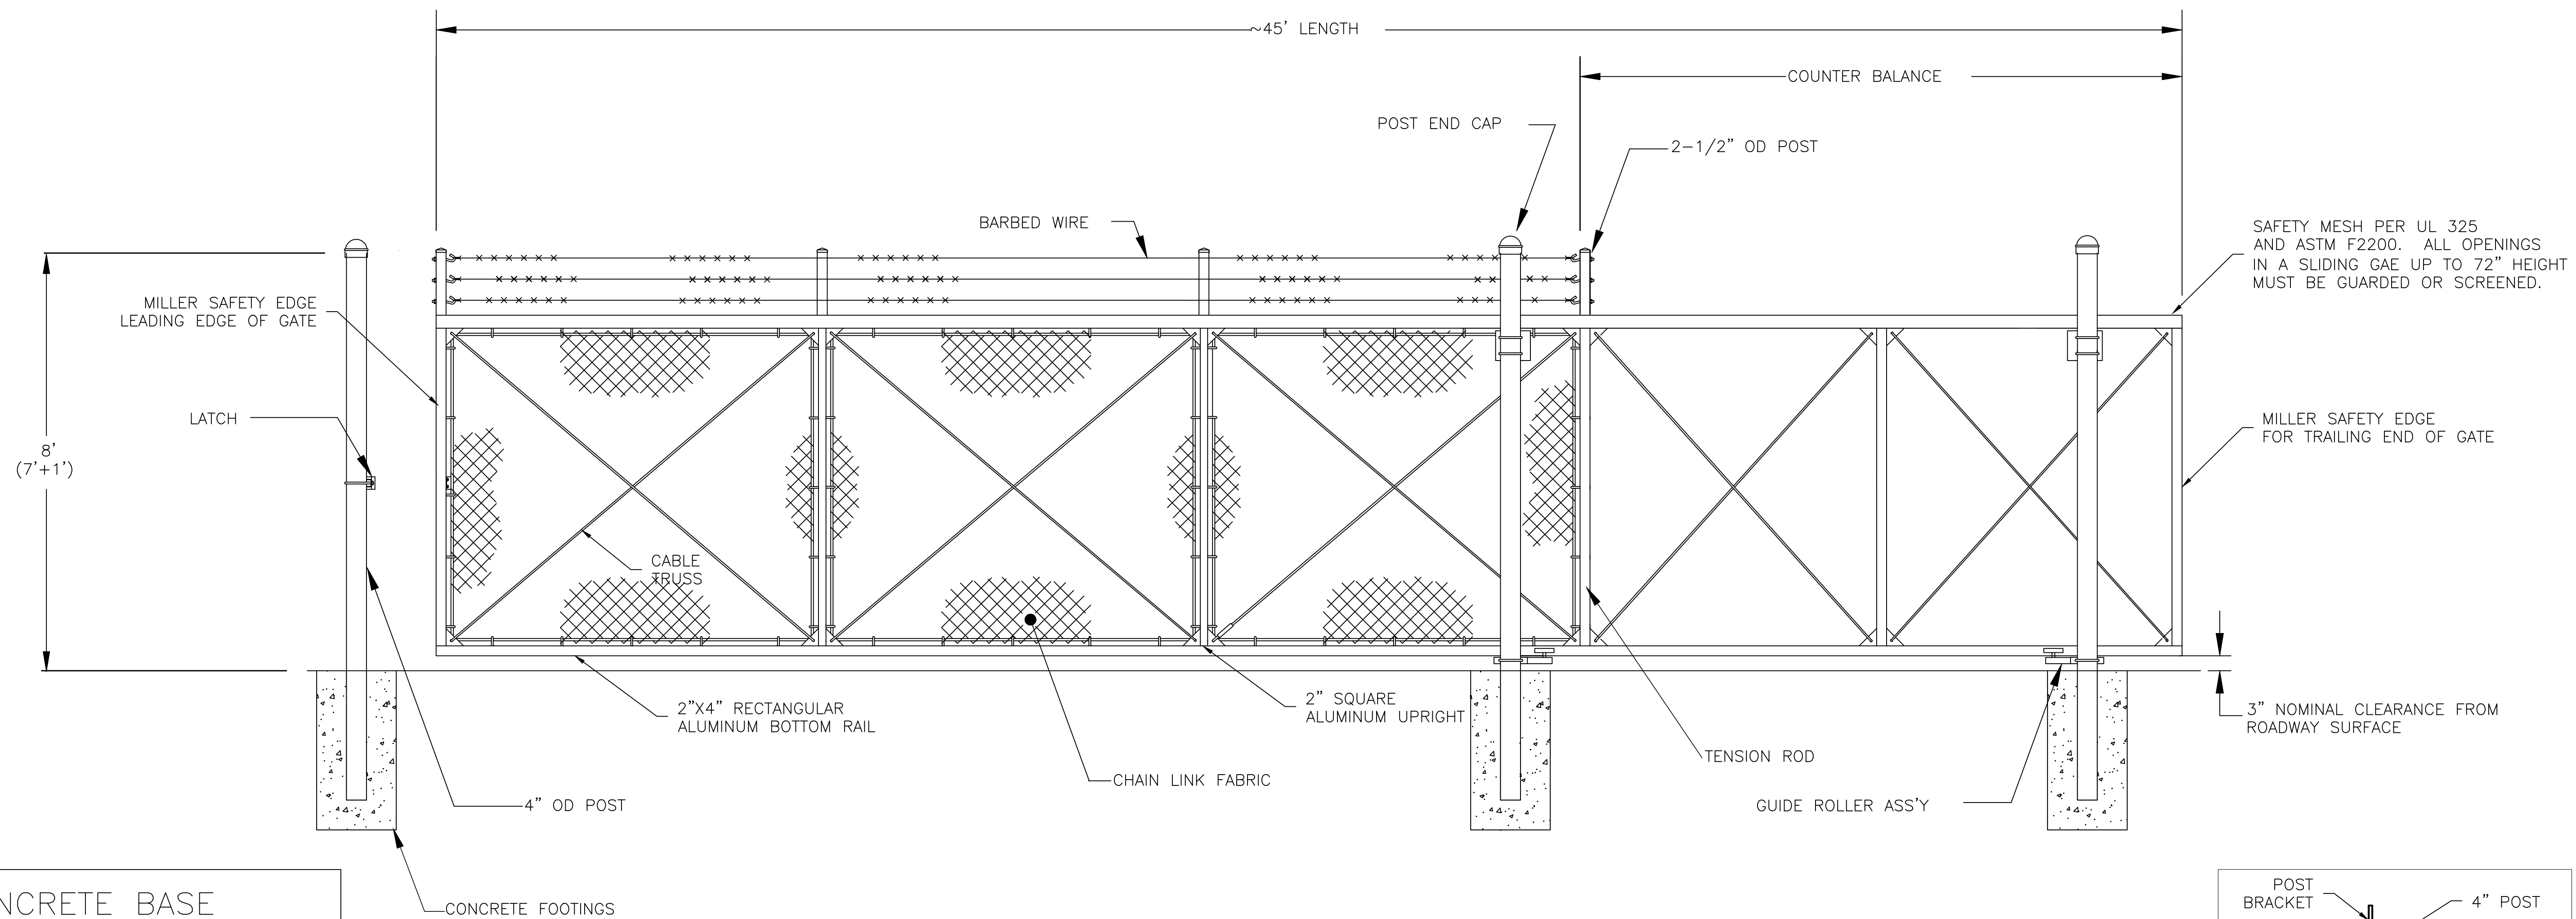 ~45' LENGTH
COUNTER BALANCE
POST END CAP
2-1/2" OD POST
BARBED WIRE
SAFETY MESH PER UL 325
AND ASTM F2200. ALL OPENINGS
IN A SLIDING GAE UP TO 72" HEIGHT
MUST BE GUARDED OR SCREENED.
MILLER SAFETY EDGE
LEADING EDGE OF GATE
LATCH
8'
(7'+1')
MILLER SAFETY EDGE
FOR TRAILING END OF GATE
CABLE
TRUSS
2"X4" RECTANGULAR
ALUMINUM BOTTOM RAIL
2" SQUARE
ALUMINUM UPRIGHT
3" NOMINAL CLEARANCE FROM
ROADWAY SURFACE
TENSION ROD
CHAIN LINK FABRIC
4" OD POST
GUIDE ROLLER ASS'Y
CONCRETE FOOTINGS
NCRETE BASE
POST
BRACKET
4" POST